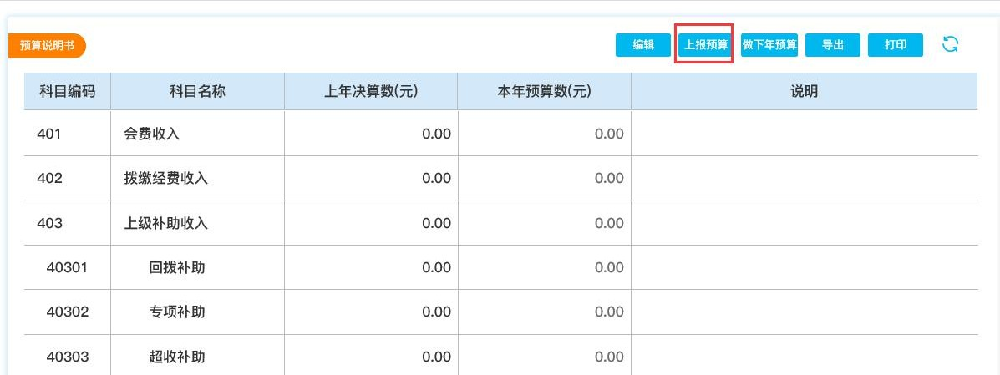 预算说明书
编辑 上报预算 做下年预算 导出 打印
科目编码 科目名称 上年决算数(元) 本年预算数(元) 说明
401 会费收入 0.00 0.00
402 拨缴经费收入 0.00 0.00
403 上级补助收入 0.00 0.00
40301 回拨补助 0.00 0.00
40302 专项补助 0.00 0.00
40303 超收补助 0.00 0.00